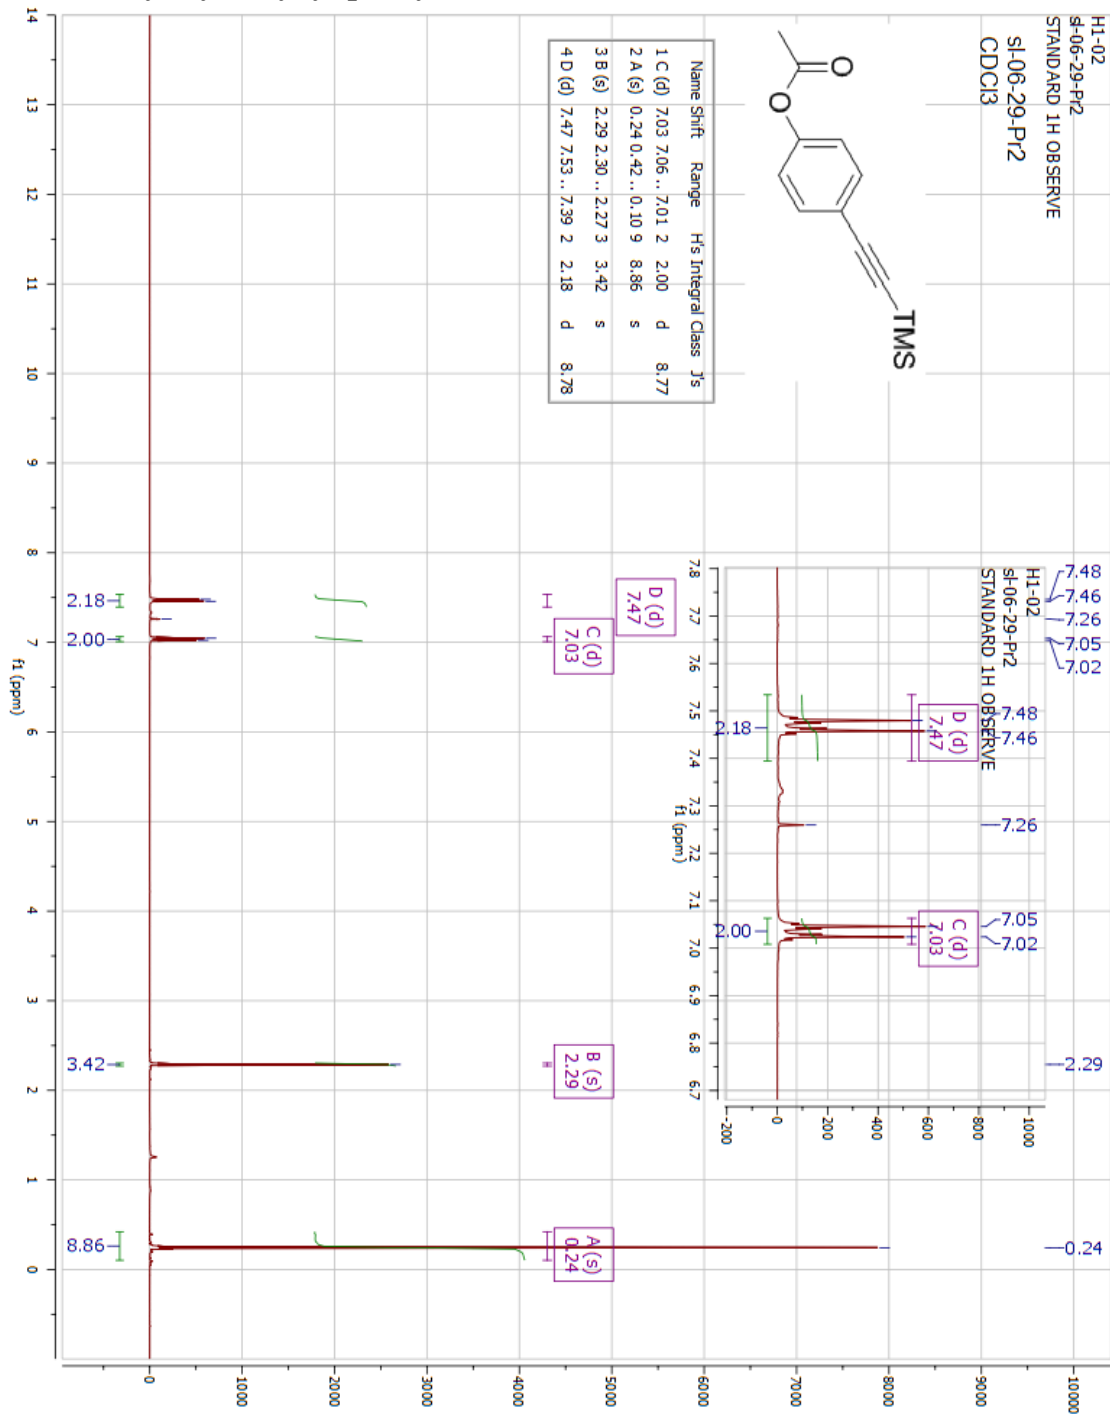 H1-02
sl-06-29-Pr2
STANDARD 1H OBSERVE
sl-06-29-Pr2
CDCl3
O
O
TMS
Name Shift Range H's Integral Class J's
1 C (d) 7.03 7.06 .. 7.01 2 2.00 d 8.77
2 A (s) 0.24 0.42 .. 0.10 9 8.86 s
3 B (s) 2.29 2.30 .. 2.27 3 3.42 s
4 D (d) 7.47 7.53 .. 7.39 2 2.18 d 8.78
7.48
7.46
7.26
7.05
7.02
2.29
0.24
H1-02
sl-06-29-Pr2
STANDARD 1H OBSERVE
7.48
7.46
7.26
7.05
7.02
D (d)
7.47
C (d)
7.03
2.18
2.00
1000
800
600
400
200
0
-200
7.8 7.7 7.6 7.5 7.4 7.3 7.2 7.1 7.0 6.9 6.8 6.7
f1 (ppm)
D (d)
7.47
C (d)
7.03
B (s)
2.29
A (s)
0.24
2.18
2.00
3.42
8.86
10000
9000
8000
7000
6000
5000
4000
3000
2000
1000
0
14 13 12 11 10 9 8 7 6 5 4 3 2 1 0
f1 (ppm)